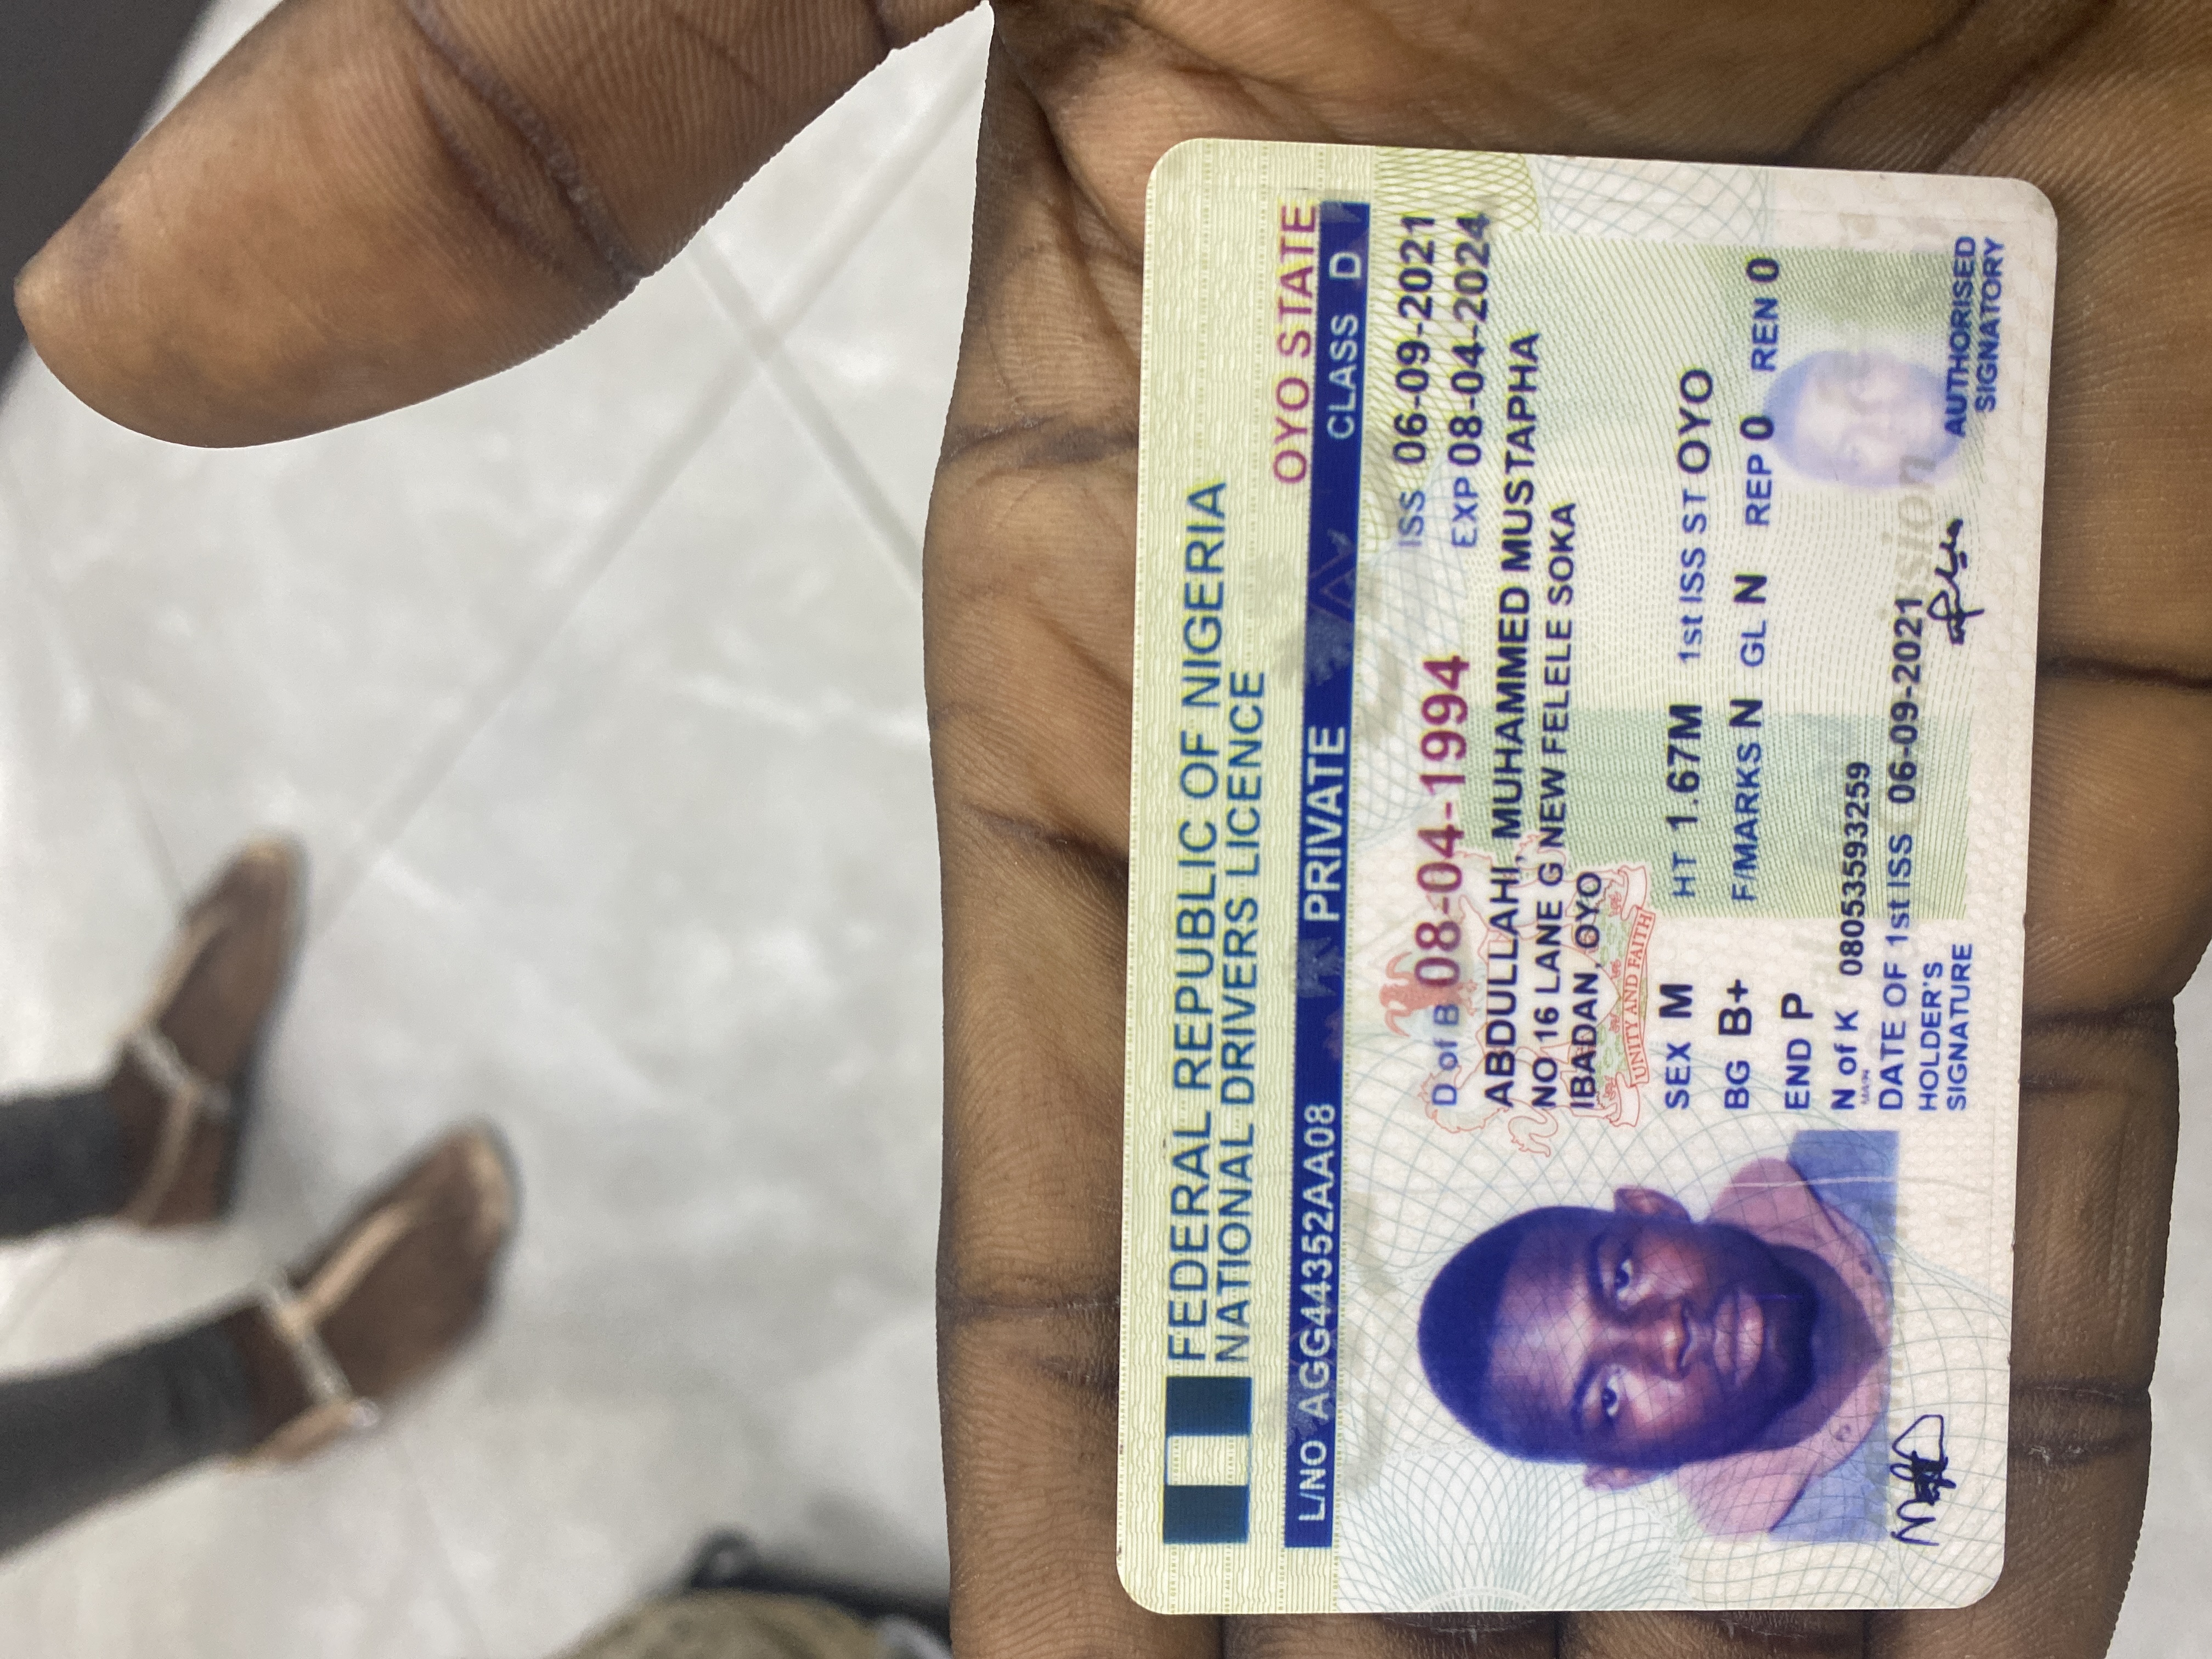 FEDERAL REPUBLIC OF NIGERIA
NATIONAL DRIVERS LICENCE
OYO STATE
L/NO AGG44352AA08 PRIVATE CLASS D
ISS 06-09-2021
D of B 08-04-1994
EXP 08-04-2024
ABDULLAHI, MUHAMMED MUSTAPHA
NO 16 LANE G NEW FELELE SOKA
IBADAN, OYO
UNITY AND FAITH
SEX M HT 1.67M 1st ISS ST OYO
BG B+ F/MARKS N GL N REP 0 REN 0
END P
N of K 08053593259
DATE OF 1st ISS 06-09-2021
HOLDER'S
SIGNATURE
AUTHORISED
SIGNATORY